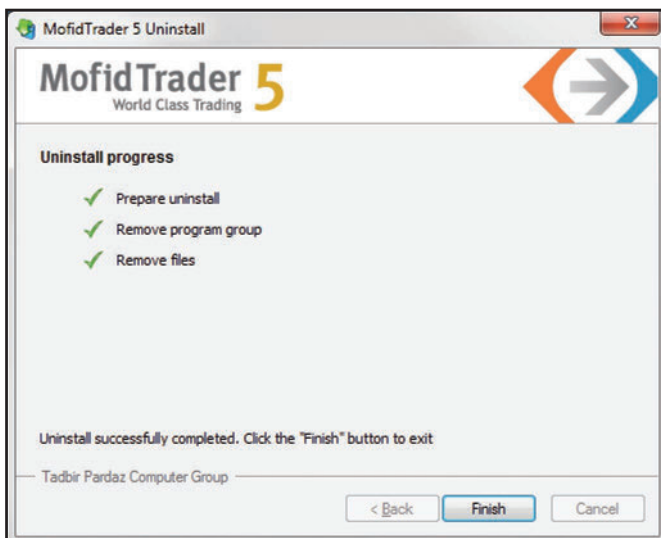 MofidTrader 5 Uninstall
MofidTrader 5
World Class Trading
Uninstall progress
Prepare uninstall
Remove program group
Remove files
Uninstall successfully completed. Click the "Finish" button to exit
Tadbir Pardaz Computer Group
< Back Finish Cancel